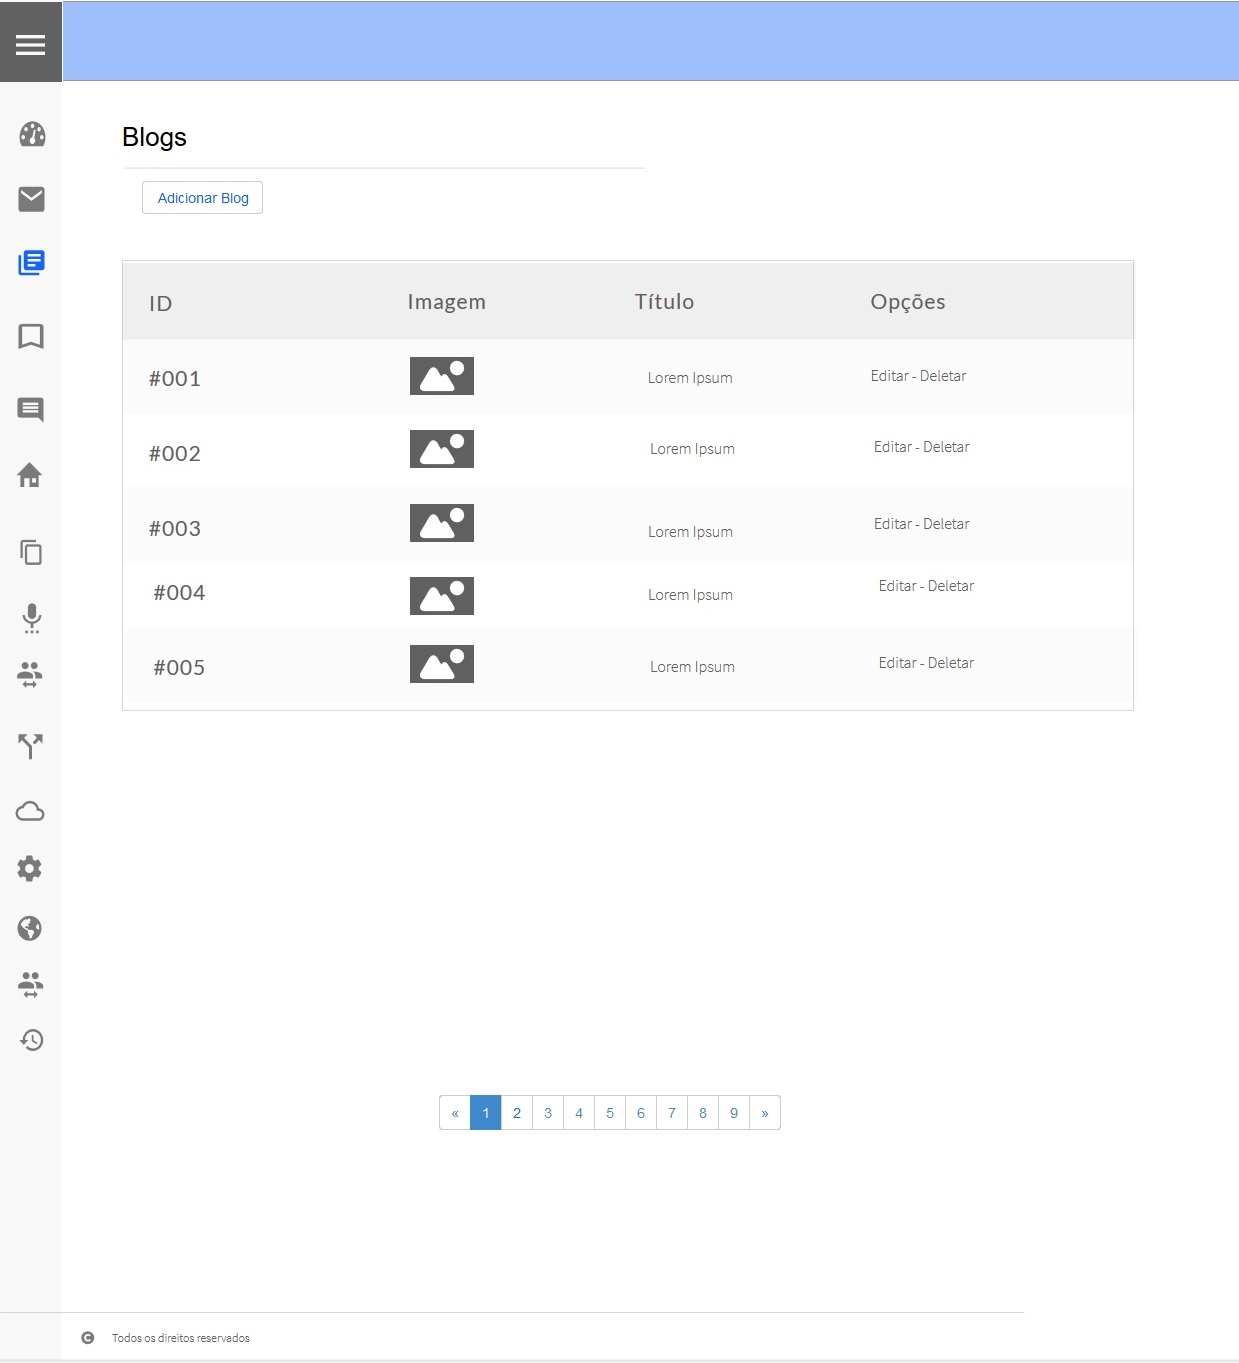 Blogs
Adicionar Blog
ID Imagem Título Opções
#001 Lorem Ipsum Editar - Deletar
#002 Lorem Ipsum Editar - Deletar
#003 Lorem Ipsum Editar - Deletar
#004 Lorem Ipsum Editar - Deletar
#005 Lorem Ipsum Editar - Deletar
« 1 2 3 4 5 6 7 8 9 »
© Todos os direitos reservados